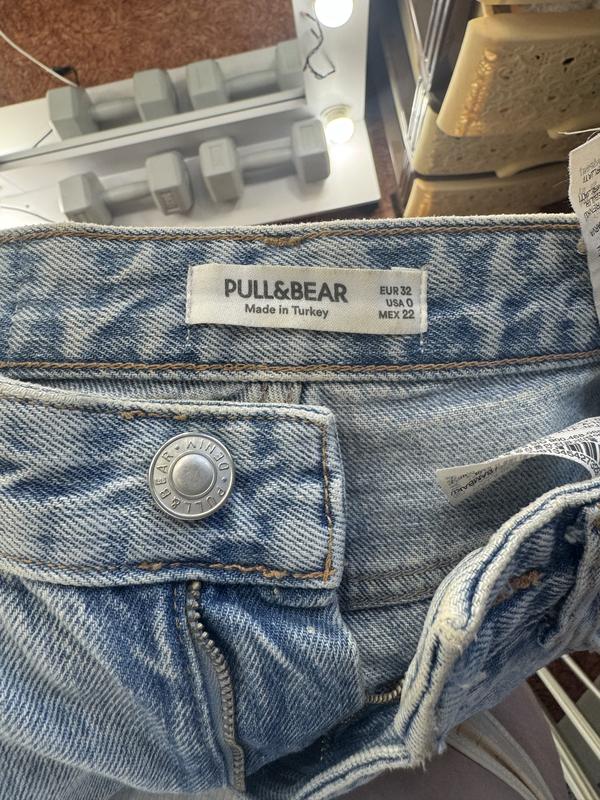 PULL&BEAR
Made in Turkey
EUR 32
USA 0
MEX 22
PULL&BEAR • DENIM •